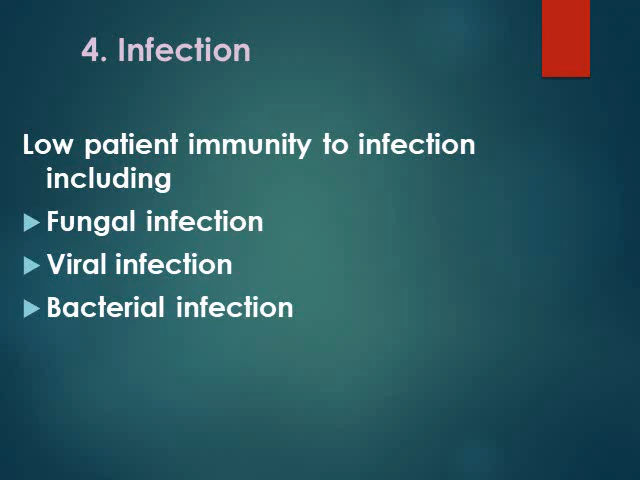 4. Infection
Low patient immunity to infection
including
Fungal infection
Viral infection
Bacterial infection